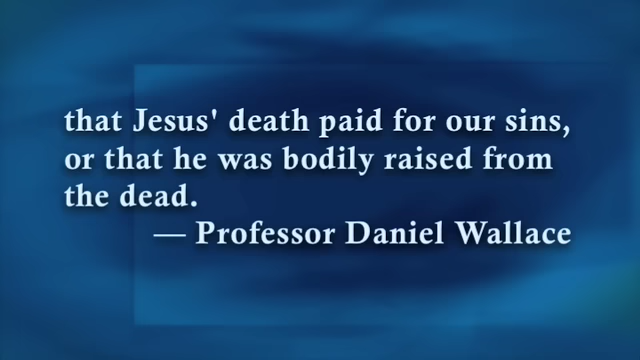 that Jesus' death paid for our sins,
or that he was bodily raised from
the dead.
— Professor Daniel Wallace